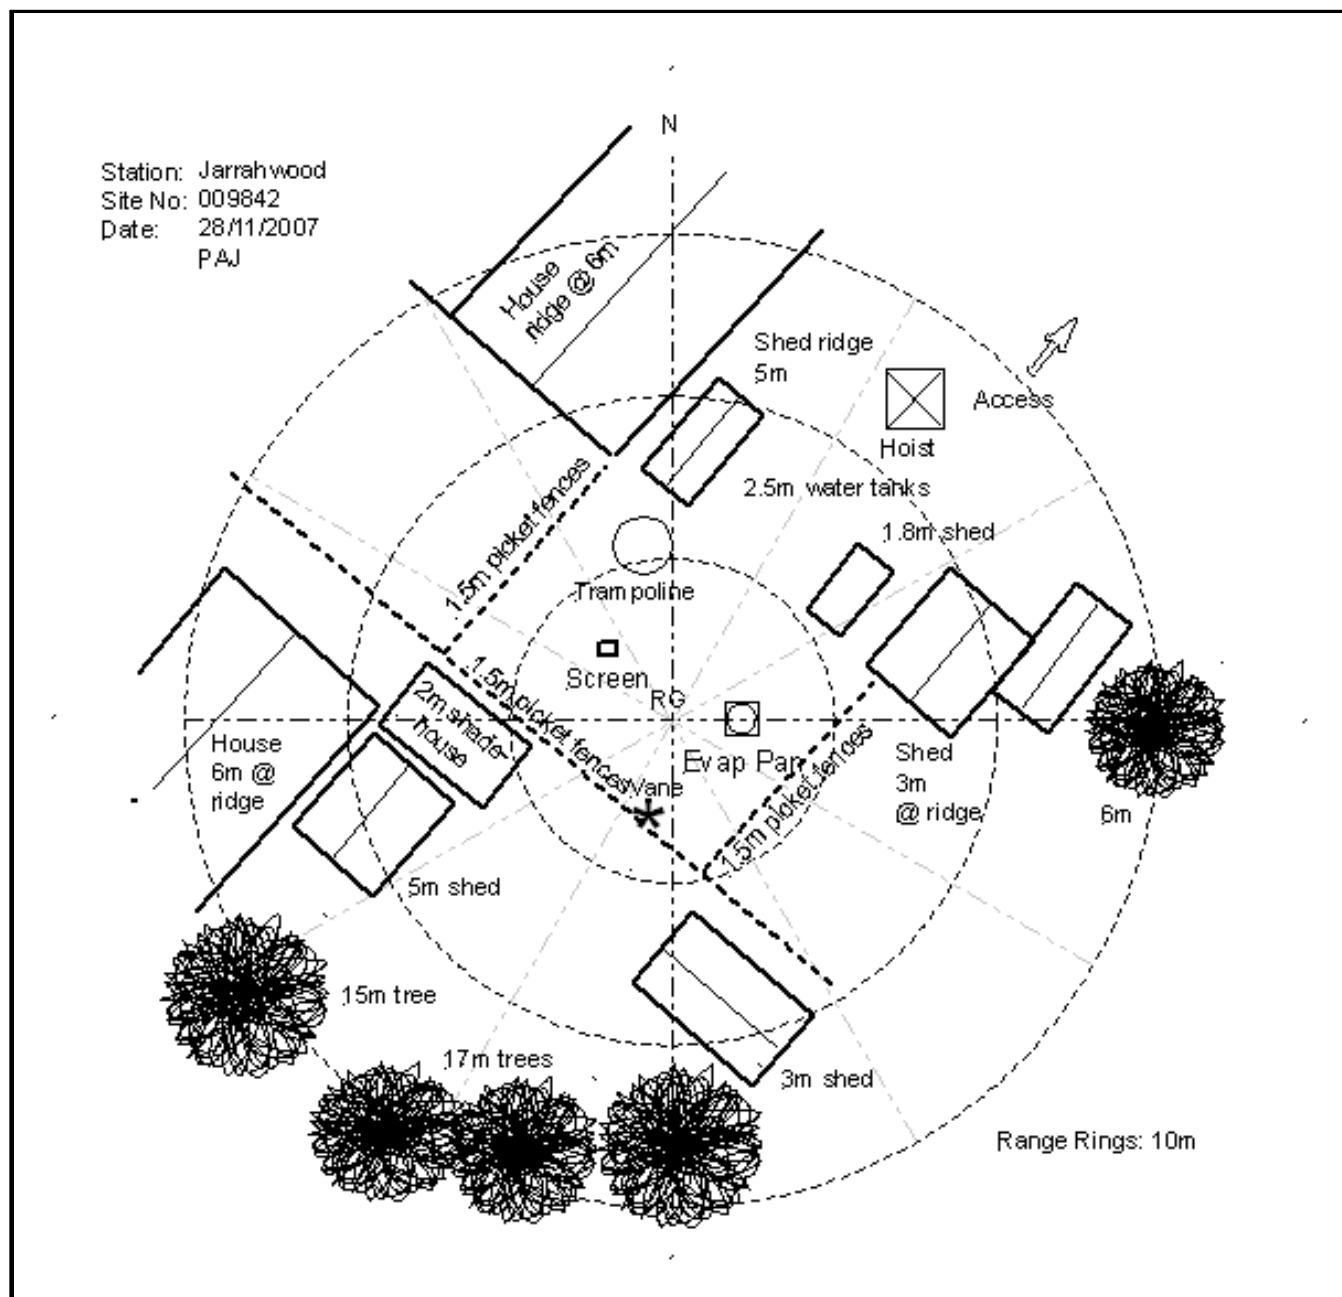 N
Station: Jarrahwood
Site No: 009842
Date: 28/11/2007
PAJ
House
ridge @ 6m
Shed ridge
5m
Access
Hoist
2.5m water tanks
1.8m shed
1.5m picket fences
Trampoline
Screen
RG
1.5m picket fences
2m shade-
house
Evap Pan
House
6m @
ridge
Vane
1.5m picket fences
Shed
3m
@ ridge
6m
5m shed
15m tree
17m trees
3m shed
Range Rings: 10m